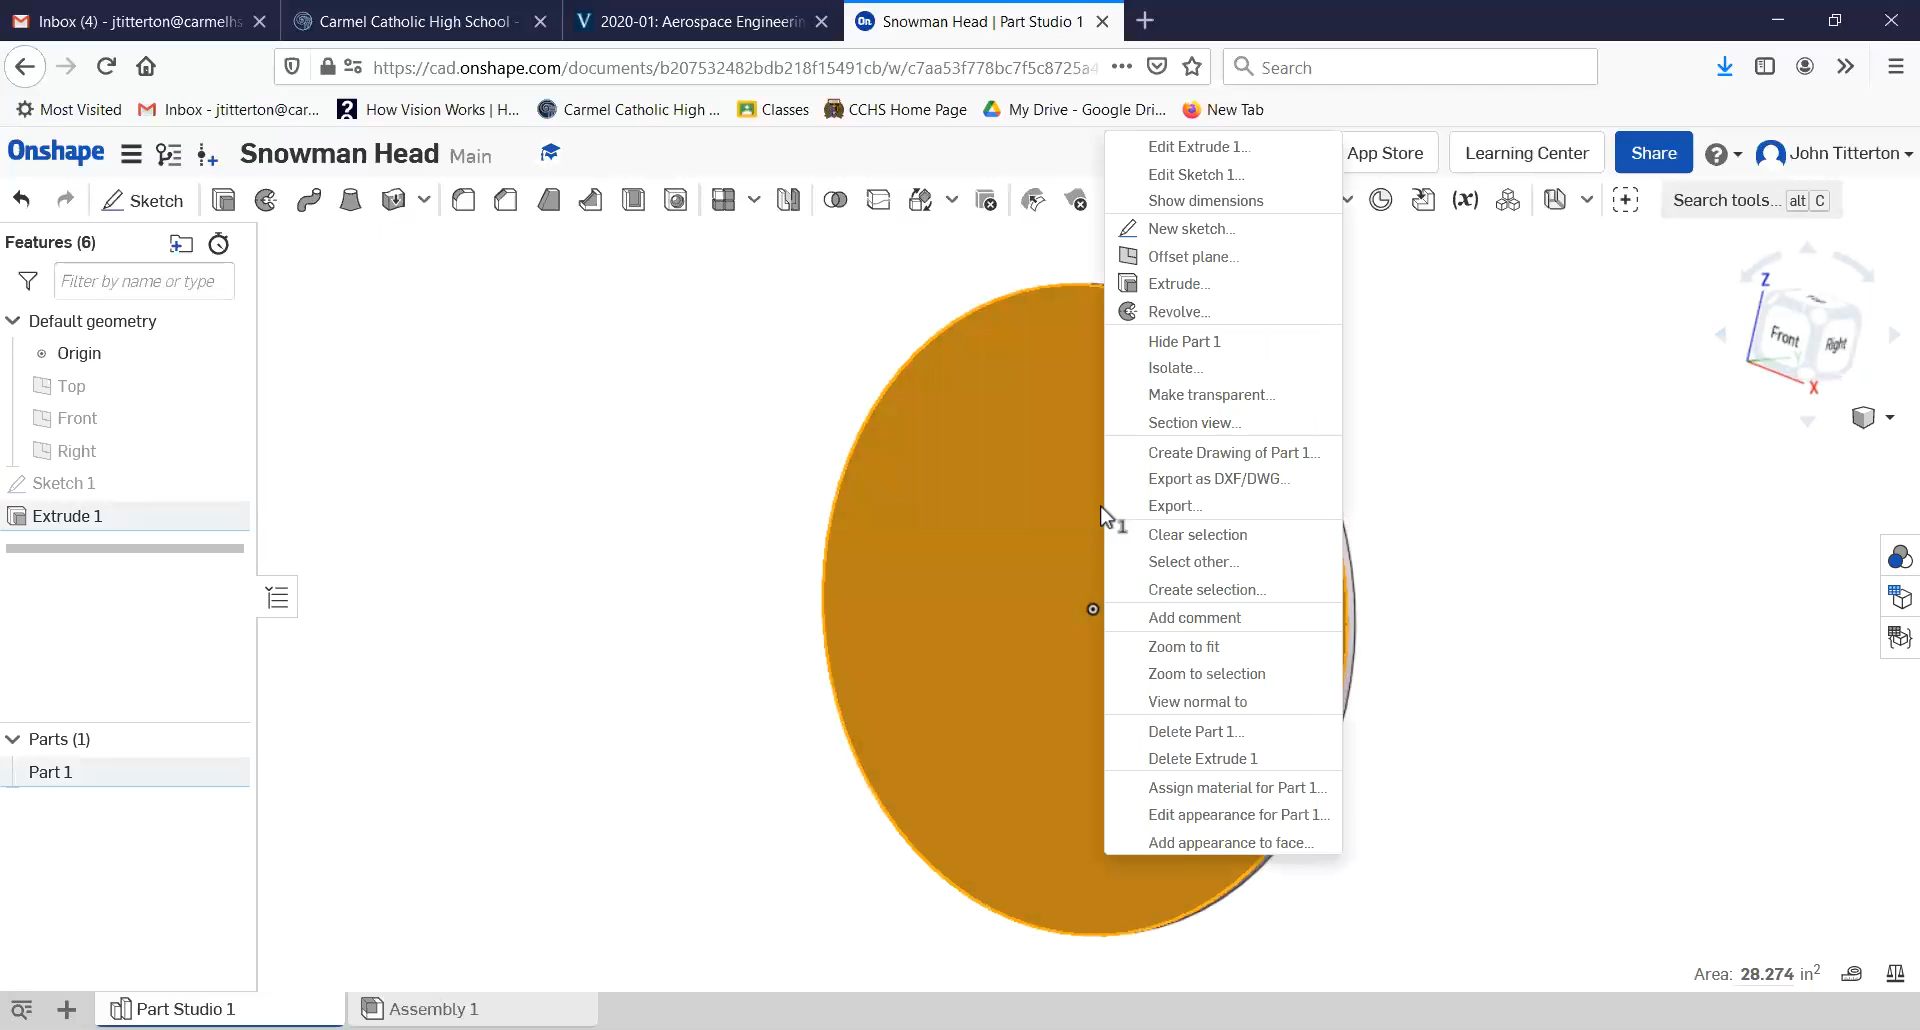 Inbox (4) - jtitterton@carmelhs
Carmel Catholic High School -
2020-01: Aerospace Engineerin
Snowman Head | Part Studio 1
https://cad.onshape.com/documents/b207532482bdb218f15491cb/w/c7aa53f778bc7f5c8725a4
Search
Most Visited
Inbox - jtitterton@car...
How Vision Works | H...
Carmel Catholic High ...
Classes
CCHS Home Page
My Drive - Google Dri...
New Tab
Onshape
Snowman Head Main
App Store
Learning Center
Share
John Titterton
Sketch
Search tools... alt C
Features (6)
Filter by name or type
Default geometry
Origin
Top
Front
Right
Sketch 1
Extrude 1
Parts (1)
Part 1
Edit Extrude 1...
Edit Sketch 1...
Show dimensions
New sketch...
Offset plane...
Extrude...
Revolve...
Hide Part 1
Isolate...
Make transparent...
Section view...
Create Drawing of Part 1...
Export as DXF/DWG...
Export...
Clear selection
Select other...
Create selection...
Add comment
Zoom to fit
Zoom to selection
View normal to
Delete Part 1...
Delete Extrude 1
Assign material for Part 1...
Edit appearance for Part 1...
Add appearance to face...
1
Z
Front
Right
X
Area: 28.274 in²
Part Studio 1
Assembly 1